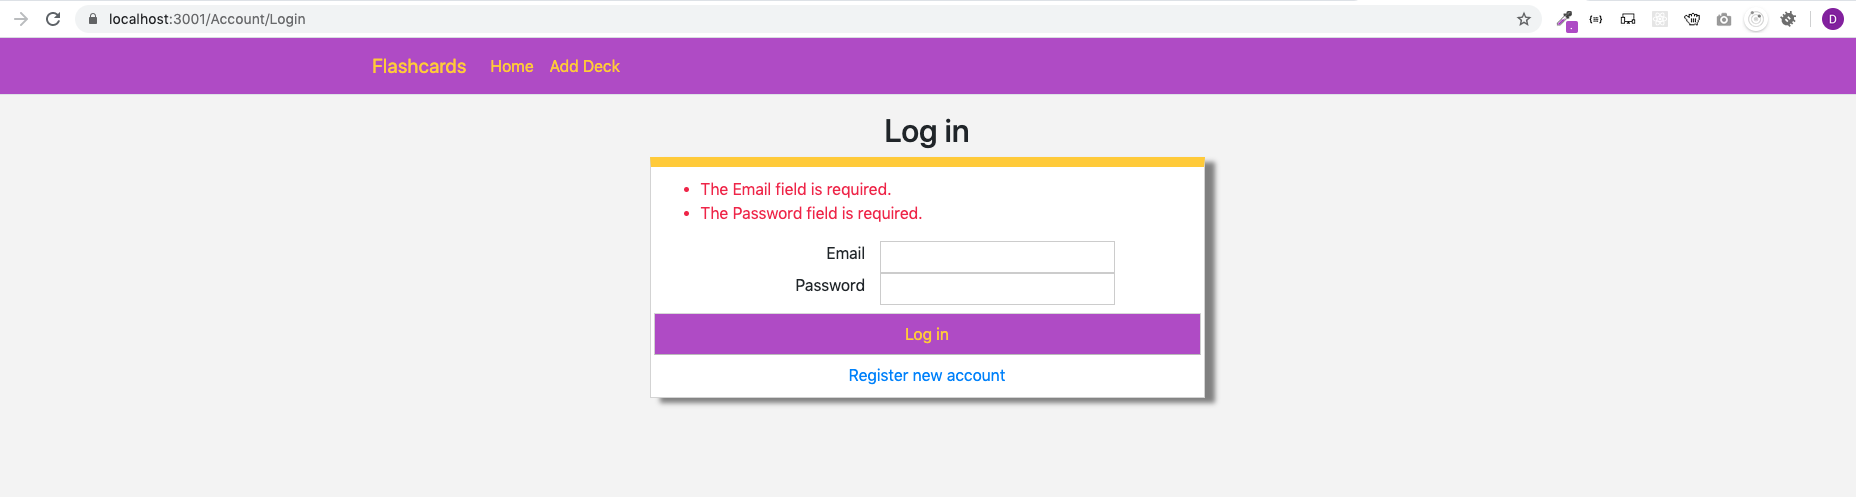 localhost:3001/Account/Login
D
Flashcards Home Add Deck
Log in
The Email field is required.
The Password field is required.
Email
Password
Log in
Register new account